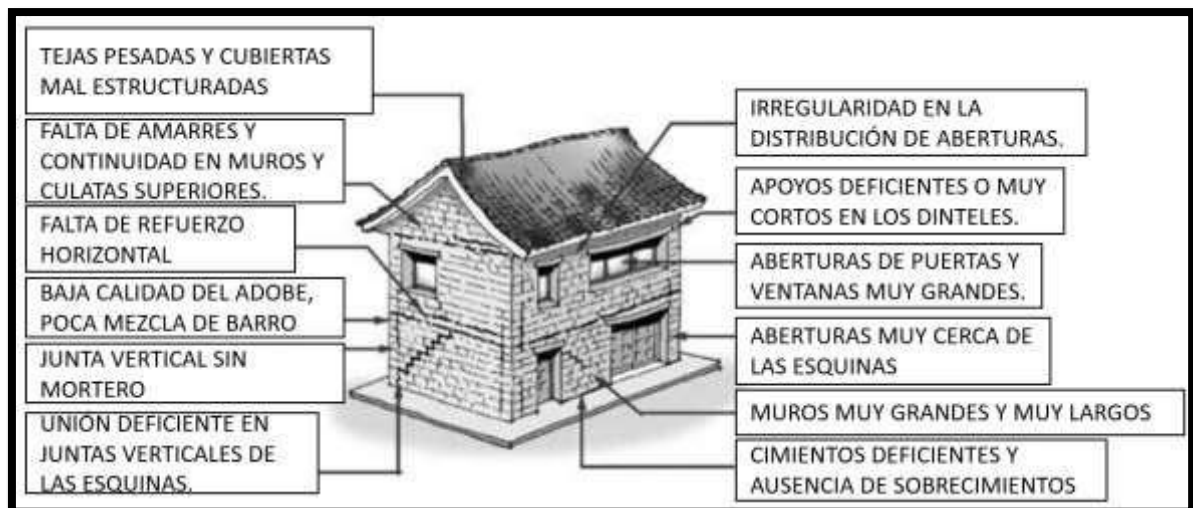 TEJAS PESADAS Y CUBIERTAS
MAL ESTRUCTURADAS
FALTA DE AMARRES Y
CONTINUIDAD EN MUROS Y
CULATAS SUPERIORES.
FALTA DE REFUERZO
HORIZONTAL
BAJA CALIDAD DEL ADOBE,
POCA MEZCLA DE BARRO
JUNTA VERTICAL SIN
MORTERO
UNIÓN DEFICIENTE EN
JUNTAS VERTICALES DE
LAS ESQUINAS.
IRREGULARIDAD EN LA
DISTRIBUCIÓN DE ABERTURAS.
APOYOS DEFICIENTES O MUY
CORTOS EN LOS DINTELES.
ABERTURAS DE PUERTAS Y
VENTANAS MUY GRANDES.
ABERTURAS MUY CERCA DE
LAS ESQUINAS
MUROS MUY GRANDES Y MUY LARGOS
CIMIENTOS DEFICIENTES Y
AUSENCIA DE SOBRECIMIENTOS